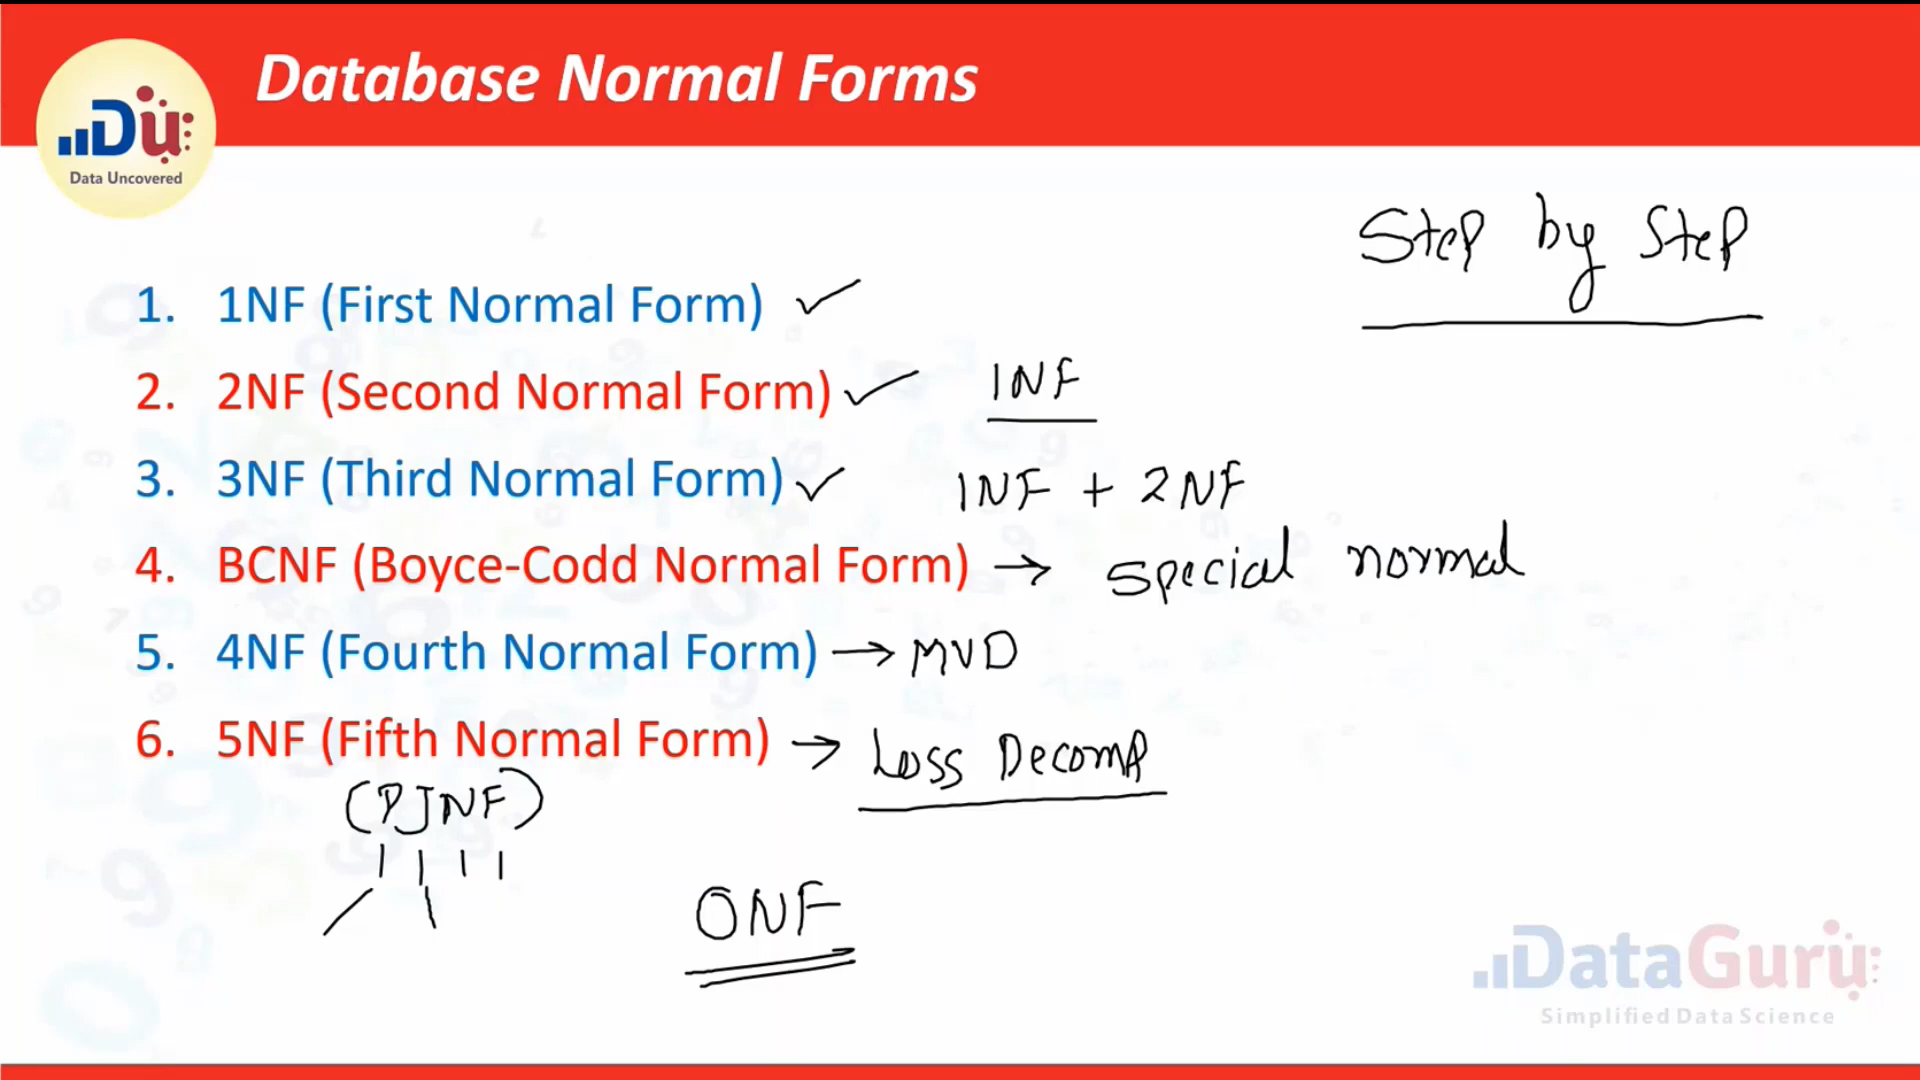 Database Normal Forms
Du
Data Uncovered
Step by Step
1. 1NF (First Normal Form)
2. 2NF (Second Normal Form) 1NF
3. 3NF (Third Normal Form) 1NF + 2NF
4. BCNF (Boyce-Codd Normal Form) → special normal
5. 4NF (Fourth Normal Form) → MVD
6. 5NF (Fifth Normal Form) → Loss Decomp
(PJNF)
ONF
DataGuru
Simplified Data Science